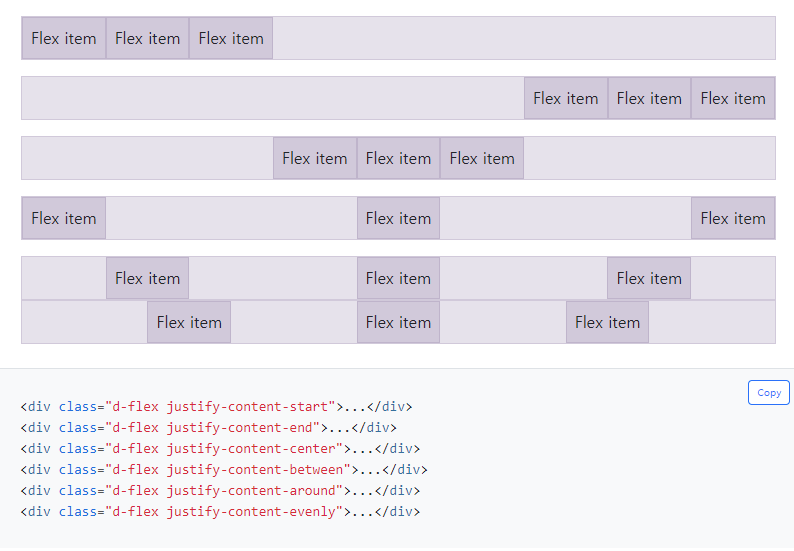 Flex item Flex item Flex item
Flex item Flex item Flex item
Flex item Flex item Flex item
Flex item Flex item Flex item
Flex item Flex item Flex item
Flex item Flex item Flex item
Copy
<div class="d-flex justify-content-start">...</div>
<div class="d-flex justify-content-end">...</div>
<div class="d-flex justify-content-center">...</div>
<div class="d-flex justify-content-between">...</div>
<div class="d-flex justify-content-around">...</div>
<div class="d-flex justify-content-evenly">...</div>